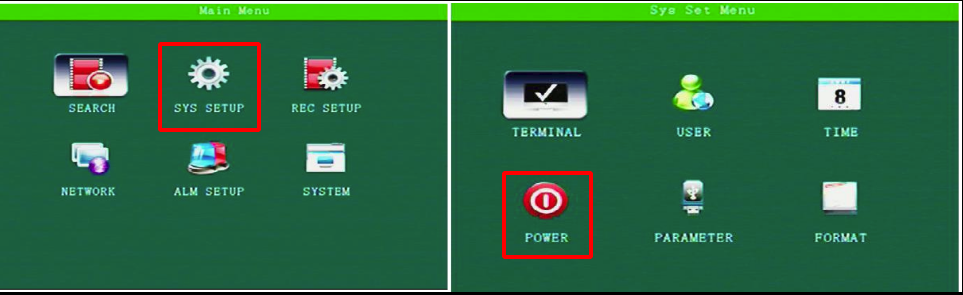 Main Menu
SEARCH
SYS SETUP
REC SETUP
NETWORK
ALM SETUP
SYSTEM
Sys Set Menu
TERMINAL
USER
8
TIME
POWER
PARAMETER
FORMAT